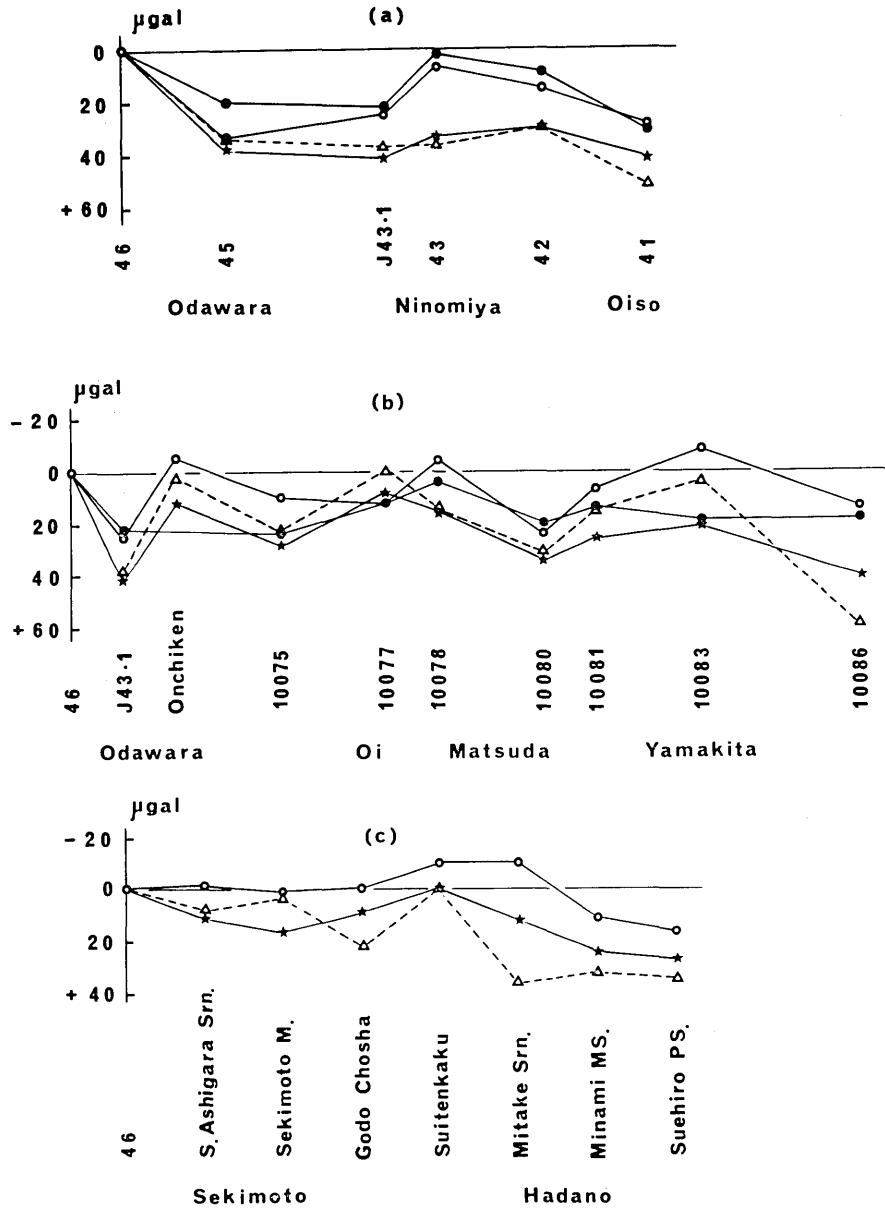 µgal
(a)
0
20
40
+ 60
46
45
J43·1
43
42
41
Odawara
Ninomiya
Oiso
µgal
(b)
- 20
0
20
40
+60
46
J43·1
Onchiken
10075
10077
10078
10080
10081
10083
10086
Odawara
Oi
Matsuda
Yamakita
µgal
(c)
- 20
0
20
+ 40
46
S. Ashigara Srn.
Sekimoto M.
Godo Chosha
Suitenkaku
Mitake Srn.
Minami MS.
Suehiro PS.
Sekimoto
Hadano